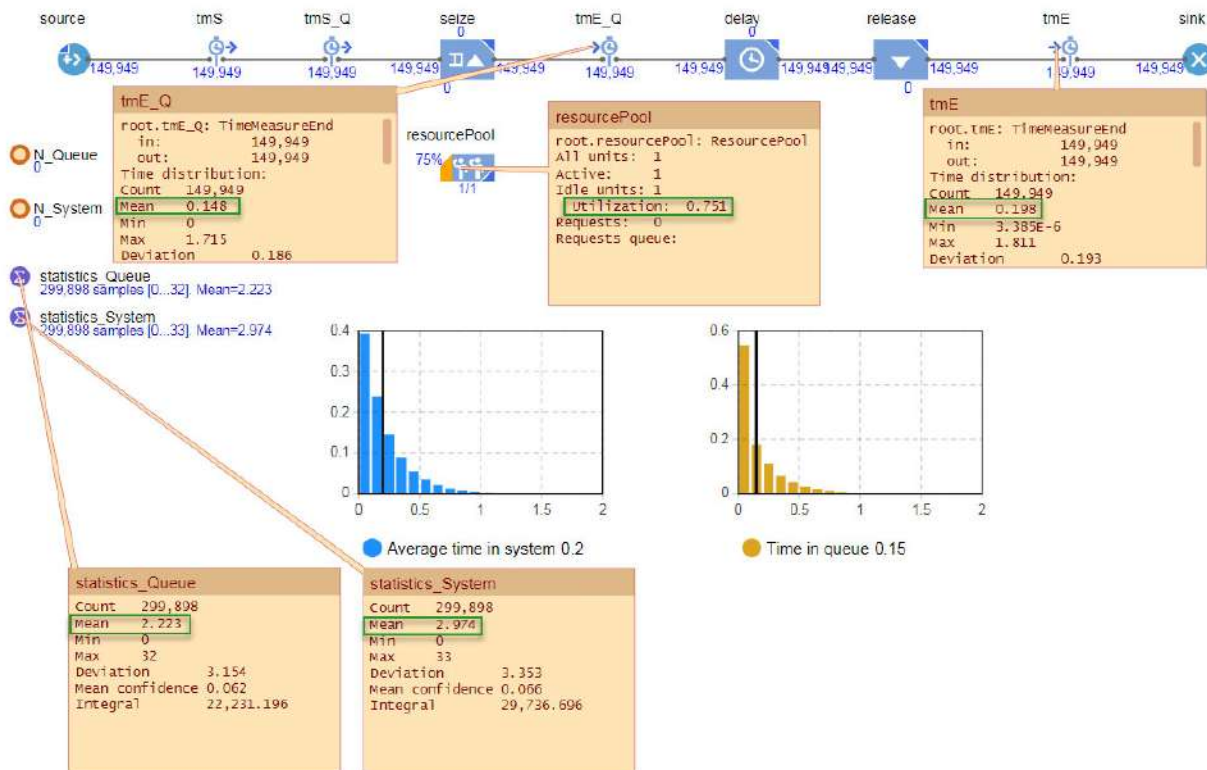 source tmS tmS_Q seize tmE_Q delay release tmE sink
0 0
149,949 149,949 149,949 149,949 149,949 149,949 149,949 149,949 149,949 149,949 149,949 149,949
0 0
tmE_Q
root.tmE_Q: TimeMeasureEnd
in: 149,949
out: 149,949
Time distribution:
Count 149,949
Mean 0.148
Min 0
Max 1.715
Deviation 0.186
resourcePool
75%
1/1
resourcePool
root.resourcePool: ResourcePool
All units: 1
Active: 1
Idle units: 1
Utilization: 0.751
Requests: 0
Requests queue:
tmE
root.tmE: TimeMeasureEnd
in: 149,949
out: 149,949
Time distribution:
Count 149,949
Mean 0.198
Min 3.385E-6
Max 1.811
Deviation 0.193
N_Queue
0
N_System
0
statistics_Queue
299,898 samples [0...32]. Mean=2.223
statistics_System
299,898 samples [0...33]. Mean=2.974
0.4
0.3
0.2
0.1
0
0 0.5 1 1.5 2
Average time in system 0.2
0.6
0.4
0.2
0
0 0.5 1 1.5 2
Time in queue 0.15
statistics_Queue
Count 299,898
Mean 2.223
Min 0
Max 32
Deviation 3.154
Mean confidence 0.062
Integral 22,231.196
statistics_System
Count 299,898
Mean 2.974
Min 0
Max 33
Deviation 3.353
Mean confidence 0.066
Integral 29,736.696